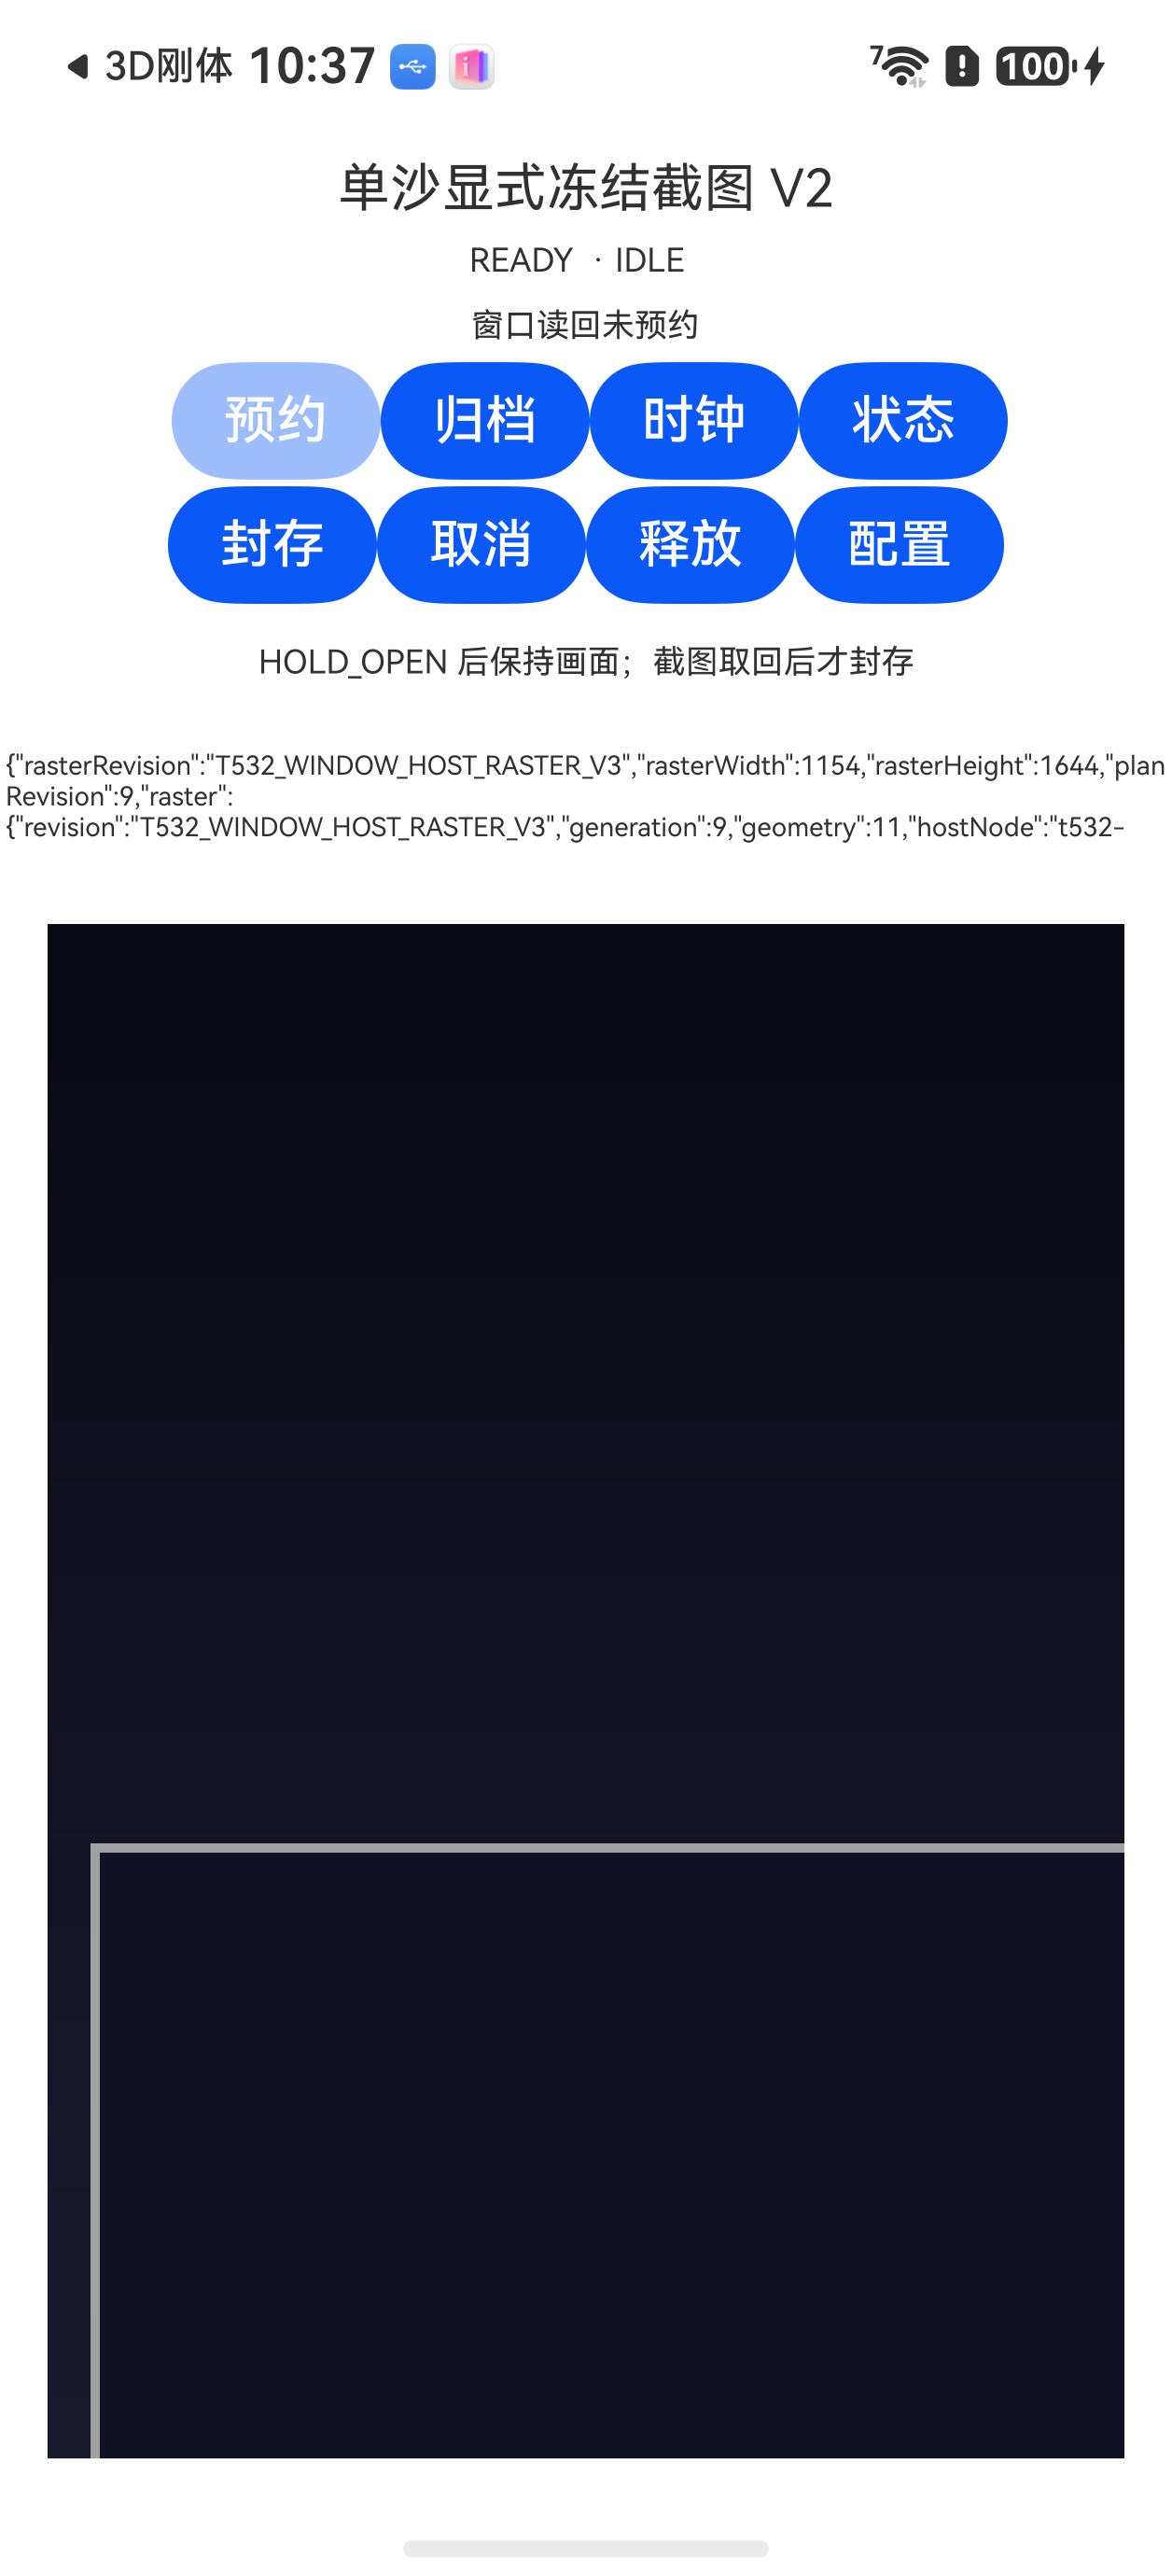 3D刚体 10:37 7 100
单沙显式冻结截图 V2
READY · IDLE
窗口读回未预约
预约 归档 时钟 状态
封存 取消 释放 配置
HOLD_OPEN 后保持画面；截图取回后才封存
{"rasterRevision":"T532_WINDOW_HOST_RASTER_V3","rasterWidth":1154,"rasterHeight":1644,"plan
Revision":9,"raster":
{"revision":"T532_WINDOW_HOST_RASTER_V3","generation":9,"geometry":11,"hostNode":"t532-